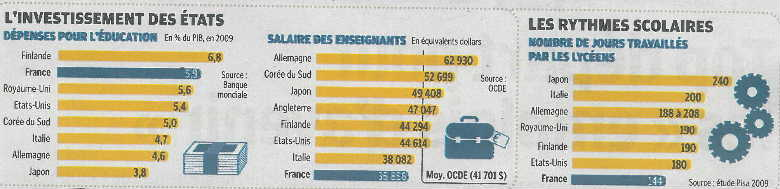 L'INVESTISSEMENT DES ÉTATS
DÉPENSES POUR L'ÉDUCATION En % du PIB, en 2009
Finlande 6,8
France 5,9
Royaume-Uni 5,6
Etats-Unis 5,4
Corée du Sud 5,0
Italie 4,7
Allemagne 4,6
Japon 3,8
Source :
Banque
mondiale
SALAIRE DES ENSEIGNANTS En équivalents dollars
Allemagne 62 930
Corée du Sud 52 699
Japon 49 408
Angleterre 47 047
Finlande 44 294
Etats-Unis 44 614
Italie 38 082
France
Source :
OCDE
Moy. OCDE (41 701 $)
LES RYTHMES SCOLAIRES
NOMBRE DE JOURS TRAVAILLÉS
PAR LES LYCÉENS
Japon 240
Italie 200
Allemagne 188 à 208
Royaume-Uni 190
Finlande 190
Etats-Unis 180
France 144
Source : étude Pisa 2009